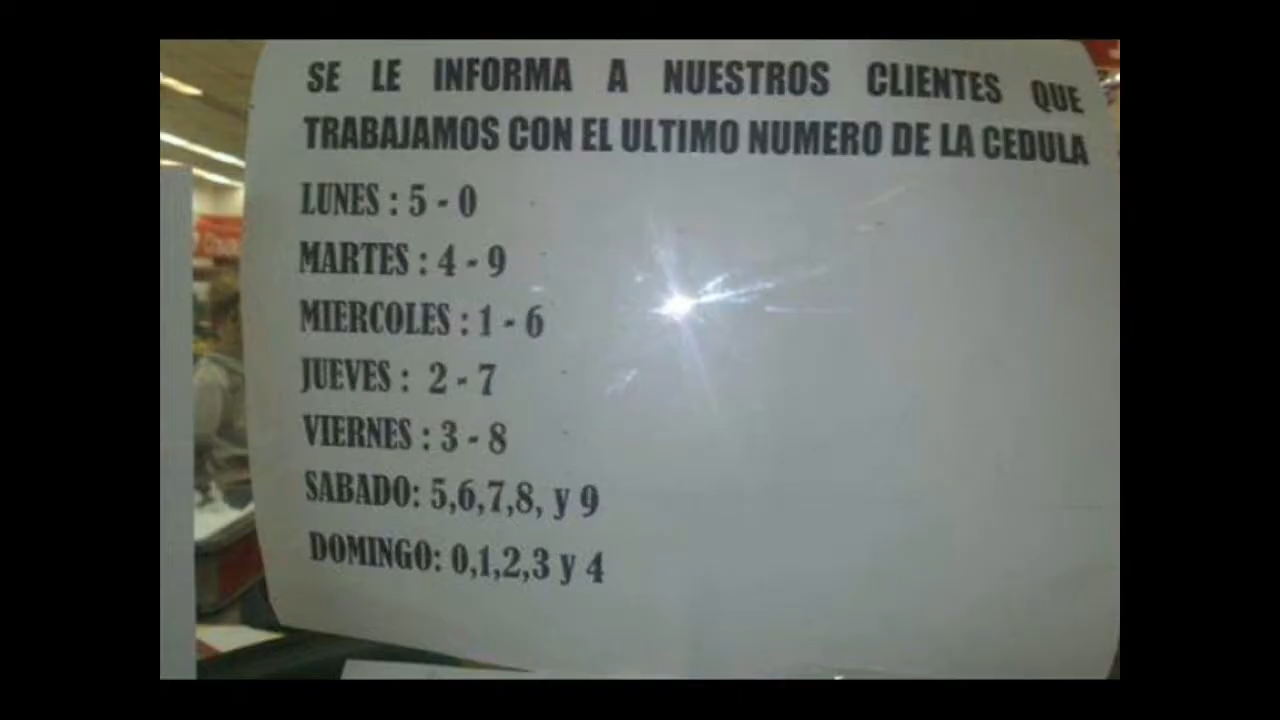 SE LE INFORMA A NUESTROS CLIENTES QUE
TRABAJAMOS CON EL ULTIMO NUMERO DE LA CEDULA
LUNES : 5 - 0
MARTES : 4 - 9
MIERCOLES : 1 - 6
JUEVES : 2 - 7
VIERNES : 3 - 8
SABADO: 5,6,7,8, y 9
DOMINGO: 0,1,2,3 y 4